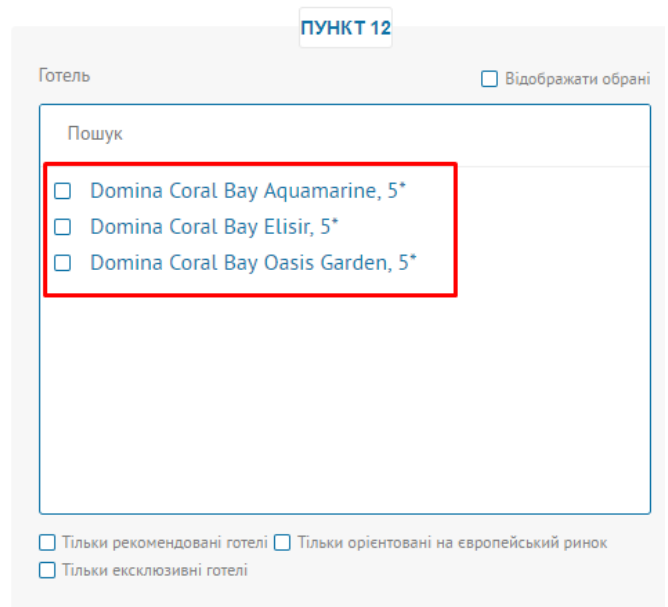 ПУНКТ 12
Готель
Відображати обрані
Пошук
Domina Coral Bay Aquamarine, 5*
Domina Coral Bay Elisir, 5*
Domina Coral Bay Oasis Garden, 5*
Тільки рекомендовані готелі Тільки орієнтовані на європейський ринок
Тільки ексклюзивні готелі